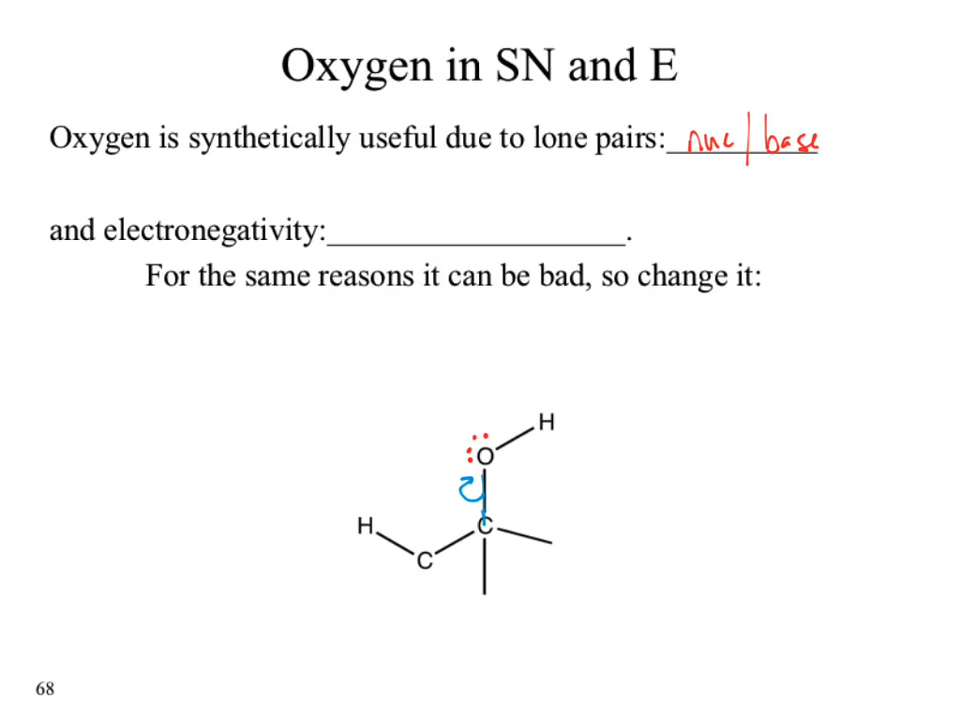 Oxygen in SN and E
Oxygen is synthetically useful due to lone pairs: nuc | base
and electronegativity:____________________.
For the same reasons it can be bad, so change it:
H
O
H
C
C
68